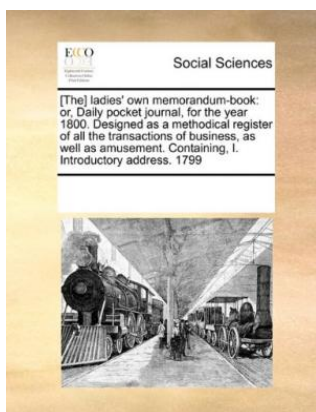 ECCO
Social Sciences
[The] ladies' own memorandum-book:
or, Daily pocket journal, for the year
1800. Designed as a methodical register
of all the transactions of business, as
well as amusement. Containing, I.
Introductory address. 1799